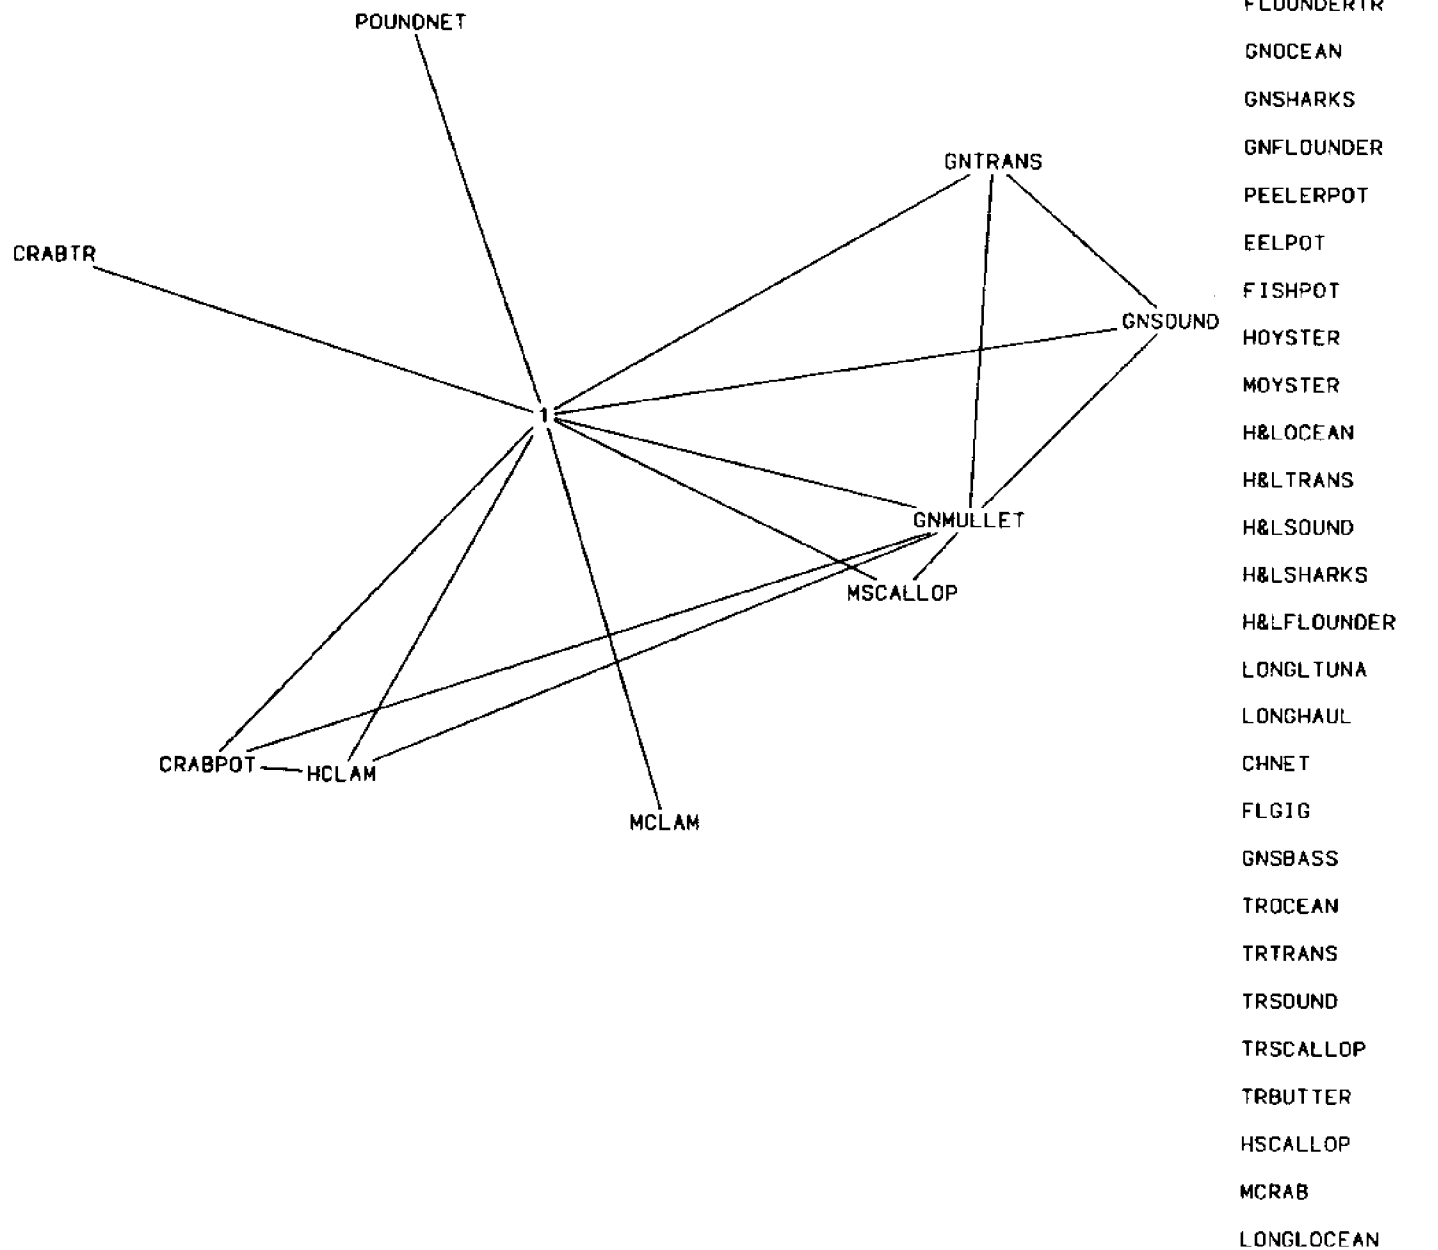 POUNDNET
GNTRANS
CRABTR
GNSOUND
1
GNMULLET
MSCALLOP
CRABPOT
HCLAM
MCLAM
FLOUNDERTR
GNOCEAN
GNSHARKS
GNFLOUNDER
PEELERPOT
EELPOT
FISHPOT
HOYSTER
MOYSTER
H&LOCEAN
H&LTRANS
H&LSOUND
H&LSHARKS
H&LFLOUNDER
LONGLTUNA
LONGHAUL
CHNET
FLGIG
GNSBASS
TROCEAN
TRTRANS
TRSOUND
TRSCALLOP
TRBUTTER
HSCALLOP
MCRAB
LONGLOCEAN